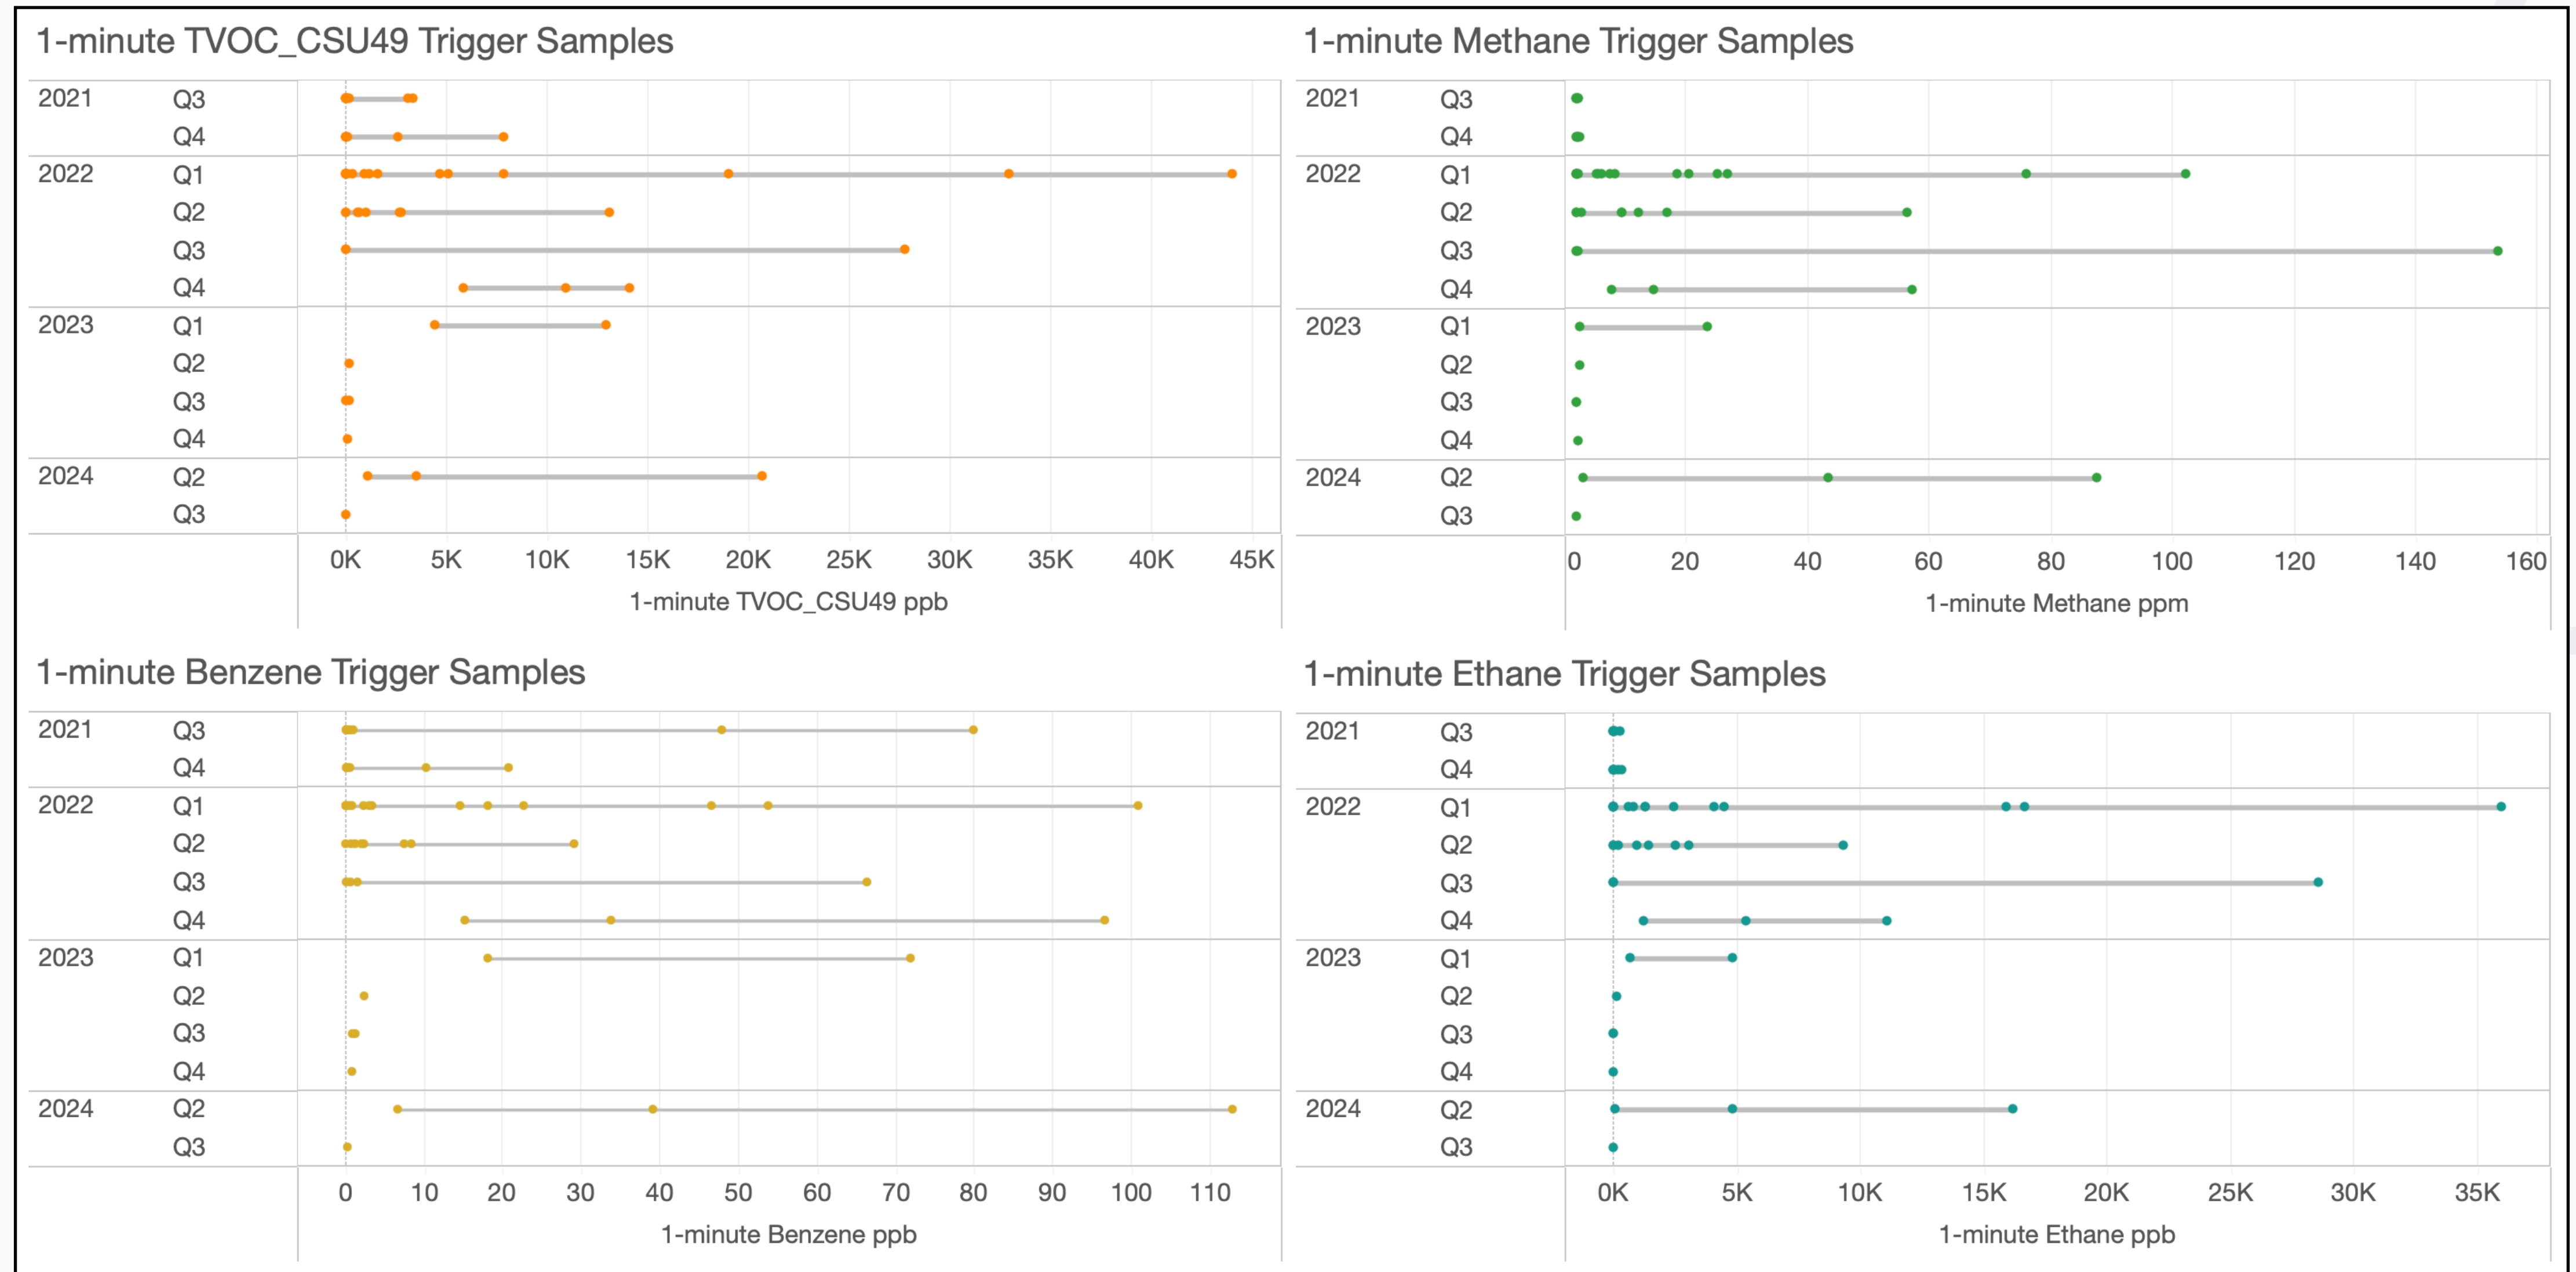 1-minute TVOC_CSU49 Trigger Samples
2021 Q3
Q4
2022 Q1
Q2
Q3
Q4
2023 Q1
Q2
Q3
Q4
2024 Q2
Q3
0K 5K 10K 15K 20K 25K 30K 35K 40K 45K
1-minute TVOC_CSU49 ppb
1-minute Methane Trigger Samples
2021 Q3
Q4
2022 Q1
Q2
Q3
Q4
2023 Q1
Q2
Q3
Q4
2024 Q2
Q3
0 20 40 60 80 100 120 140 160
1-minute Methane ppm
1-minute Benzene Trigger Samples
2021 Q3
Q4
2022 Q1
Q2
Q3
Q4
2023 Q1
Q2
Q3
Q4
2024 Q2
Q3
0 10 20 30 40 50 60 70 80 90 100 110
1-minute Benzene ppb
1-minute Ethane Trigger Samples
2021 Q3
Q4
2022 Q1
Q2
Q3
Q4
2023 Q1
Q2
Q3
Q4
2024 Q2
Q3
0K 5K 10K 15K 20K 25K 30K 35K
1-minute Ethane ppb